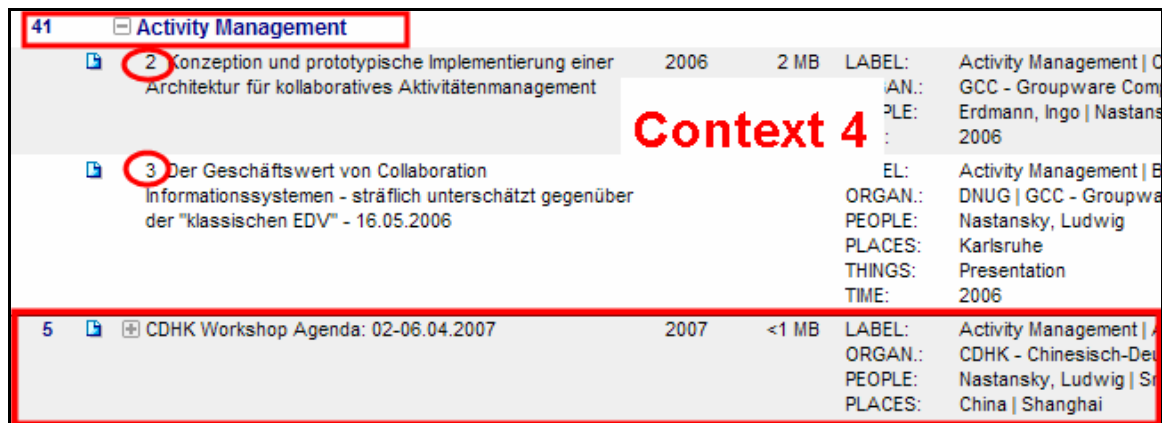 41 Activity Management
2 Konzeption und prototypische Implementierung einer 2006 2 MB LABEL: Activity Management |
Architektur für kollaboratives Aktivitätenmanagement GCC - Groupware
PLE: Erdmann, Ingo |
Context 4
2006
3 Der Geschäftswert von Collaboration EL: Activity Management |
Informationssystemen - sträflich unterschätzt gegenüber ORGAN.: DNUG | GCC -
der "klassischen EDV" - 16.05.2006 PEOPLE: Nastansky, Ludwig
PLACES: Karlsruhe
THINGS: Presentation
TIME: 2006
5 CDHK Workshop Agenda: 02-06.04.2007 2007 <1 MB LABEL: Activity Management |
ORGAN.: CDHK -
PEOPLE: Nastansky, Ludwig |
PLACES: China | Shanghai